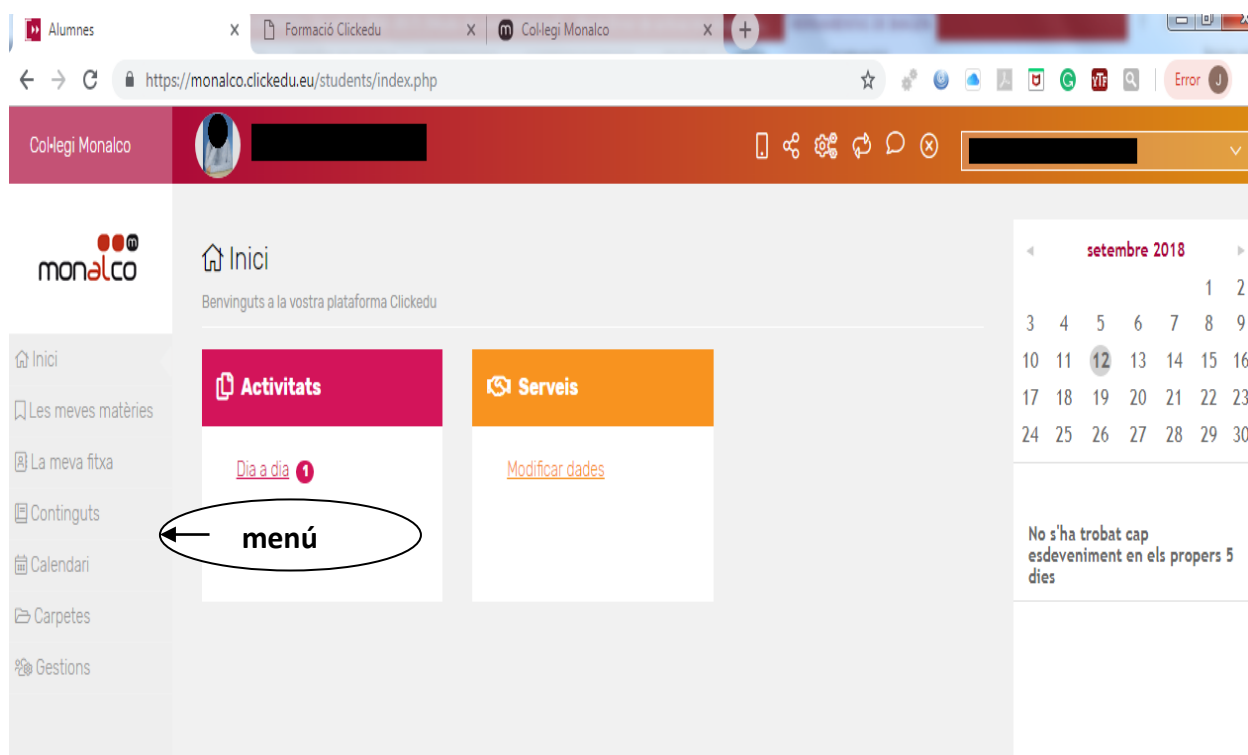 Alumnes
Formació Clickedu
Col·legi Monalco
https://monalco.clickedu.eu/students/index.php
Error J
Col·legi Monalco
monalco
m
Inici
Benvinguts a la vostra plataforma Clickedu
Inici
Les meves matèries
La meva fitxa
Continguts
Calendari
Carpetes
Gestions
Activitats
Dia a dia 1
menú
Serveis
Modificar dades
setembre 2018
1 2
3 4 5 6 7 8 9
10 11 12 13 14 15 16
17 18 19 20 21 22 23
24 25 26 27 28 29 30
No s'ha trobat cap
esdeveniment en els propers 5
dies